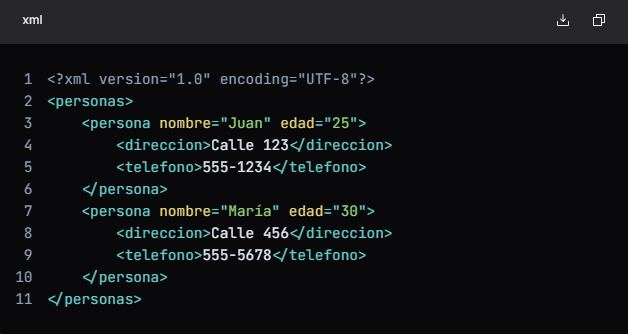 xml
1 <?xml version="1.0" encoding="UTF-8"?>
2 <personas>
3     <persona nombre="Juan" edad="25">
4         <direccion>Calle 123</direccion>
5         <telefono>555-1234</telefono>
6     </persona>
7     <persona nombre="María" edad="30">
8         <direccion>Calle 456</direccion>
9         <telefono>555-5678</telefono>
10     </persona>
11 </personas>